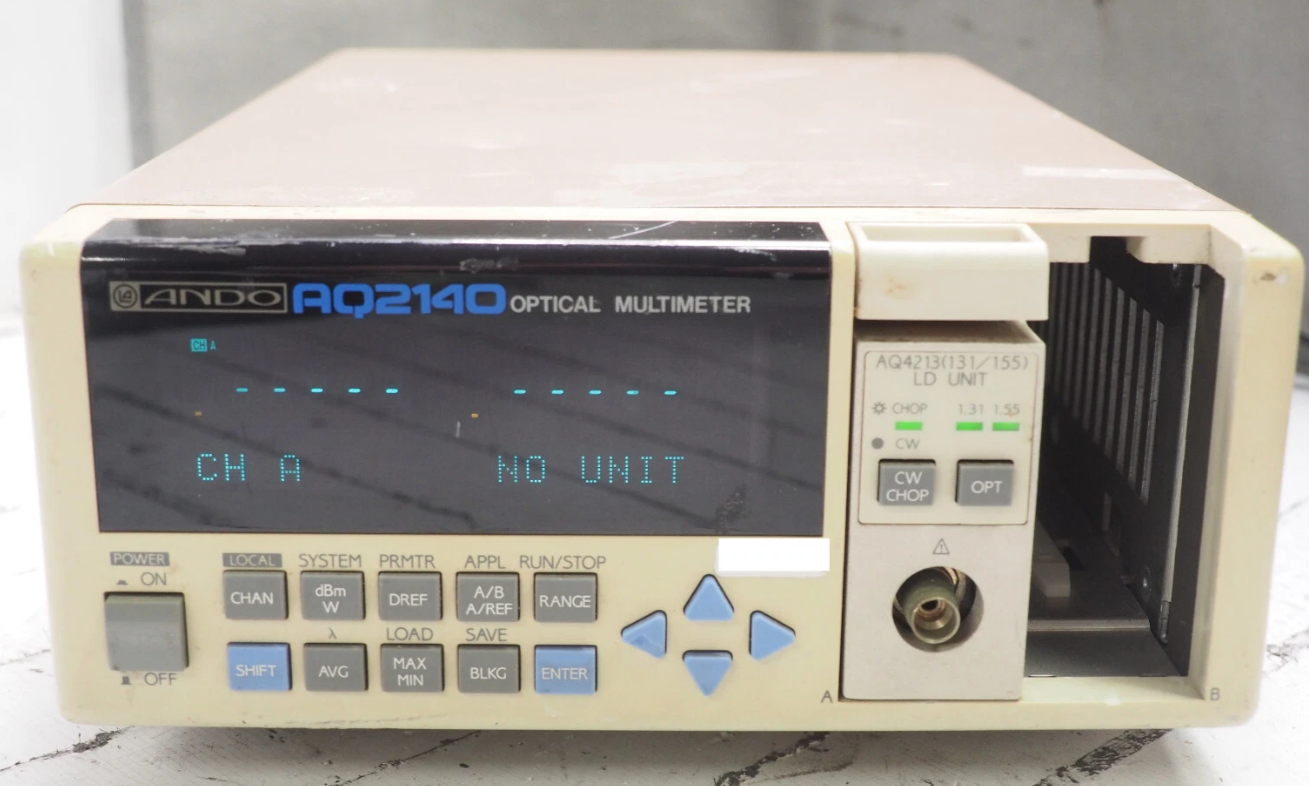 ANDO AQ2140 OPTICAL MULTIMETER
CH A
- - - - - - - - - -
CH A NO UNIT
AQ4213(131/155)
LD UNIT
CHOP 1.31 1.55
CW
CW
CHOP
OPT
POWER
ON
OFF
LOCAL SYSTEM PRMTR APPL RUN/STOP
CHAN
dBm
W
DREF
A/B
A/REF
RANGE
λ LOAD SAVE
SHIFT
AVG
MAX
MIN
BLKG
ENTER
A
B